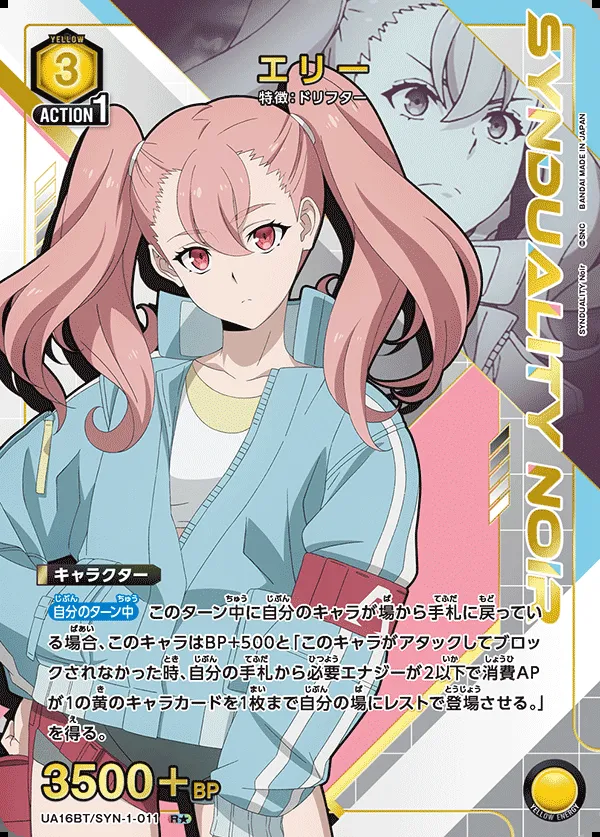 YELLOW
3
ACTION1
エリー
特徴:ドリフター
SYNDUALITY NOIR
SYNDUALITY Noir ©SNC BANDAI MADE IN JAPAN
キャラクター
自分のターン中 このターン中に自分のキャラが場から手札に戻ってい
る場合、このキャラはBP+500と「このキャラがアタックしてブロッ
クされなかった時、自分の手札から必要エナジーが2以下で消費AP
が1の黄のキャラカードを1枚まで自分の場にレストで登場させる。」
を得る。
3500+BP
UA16BT/SYN-1-011 R★
YELLOW ENERGY